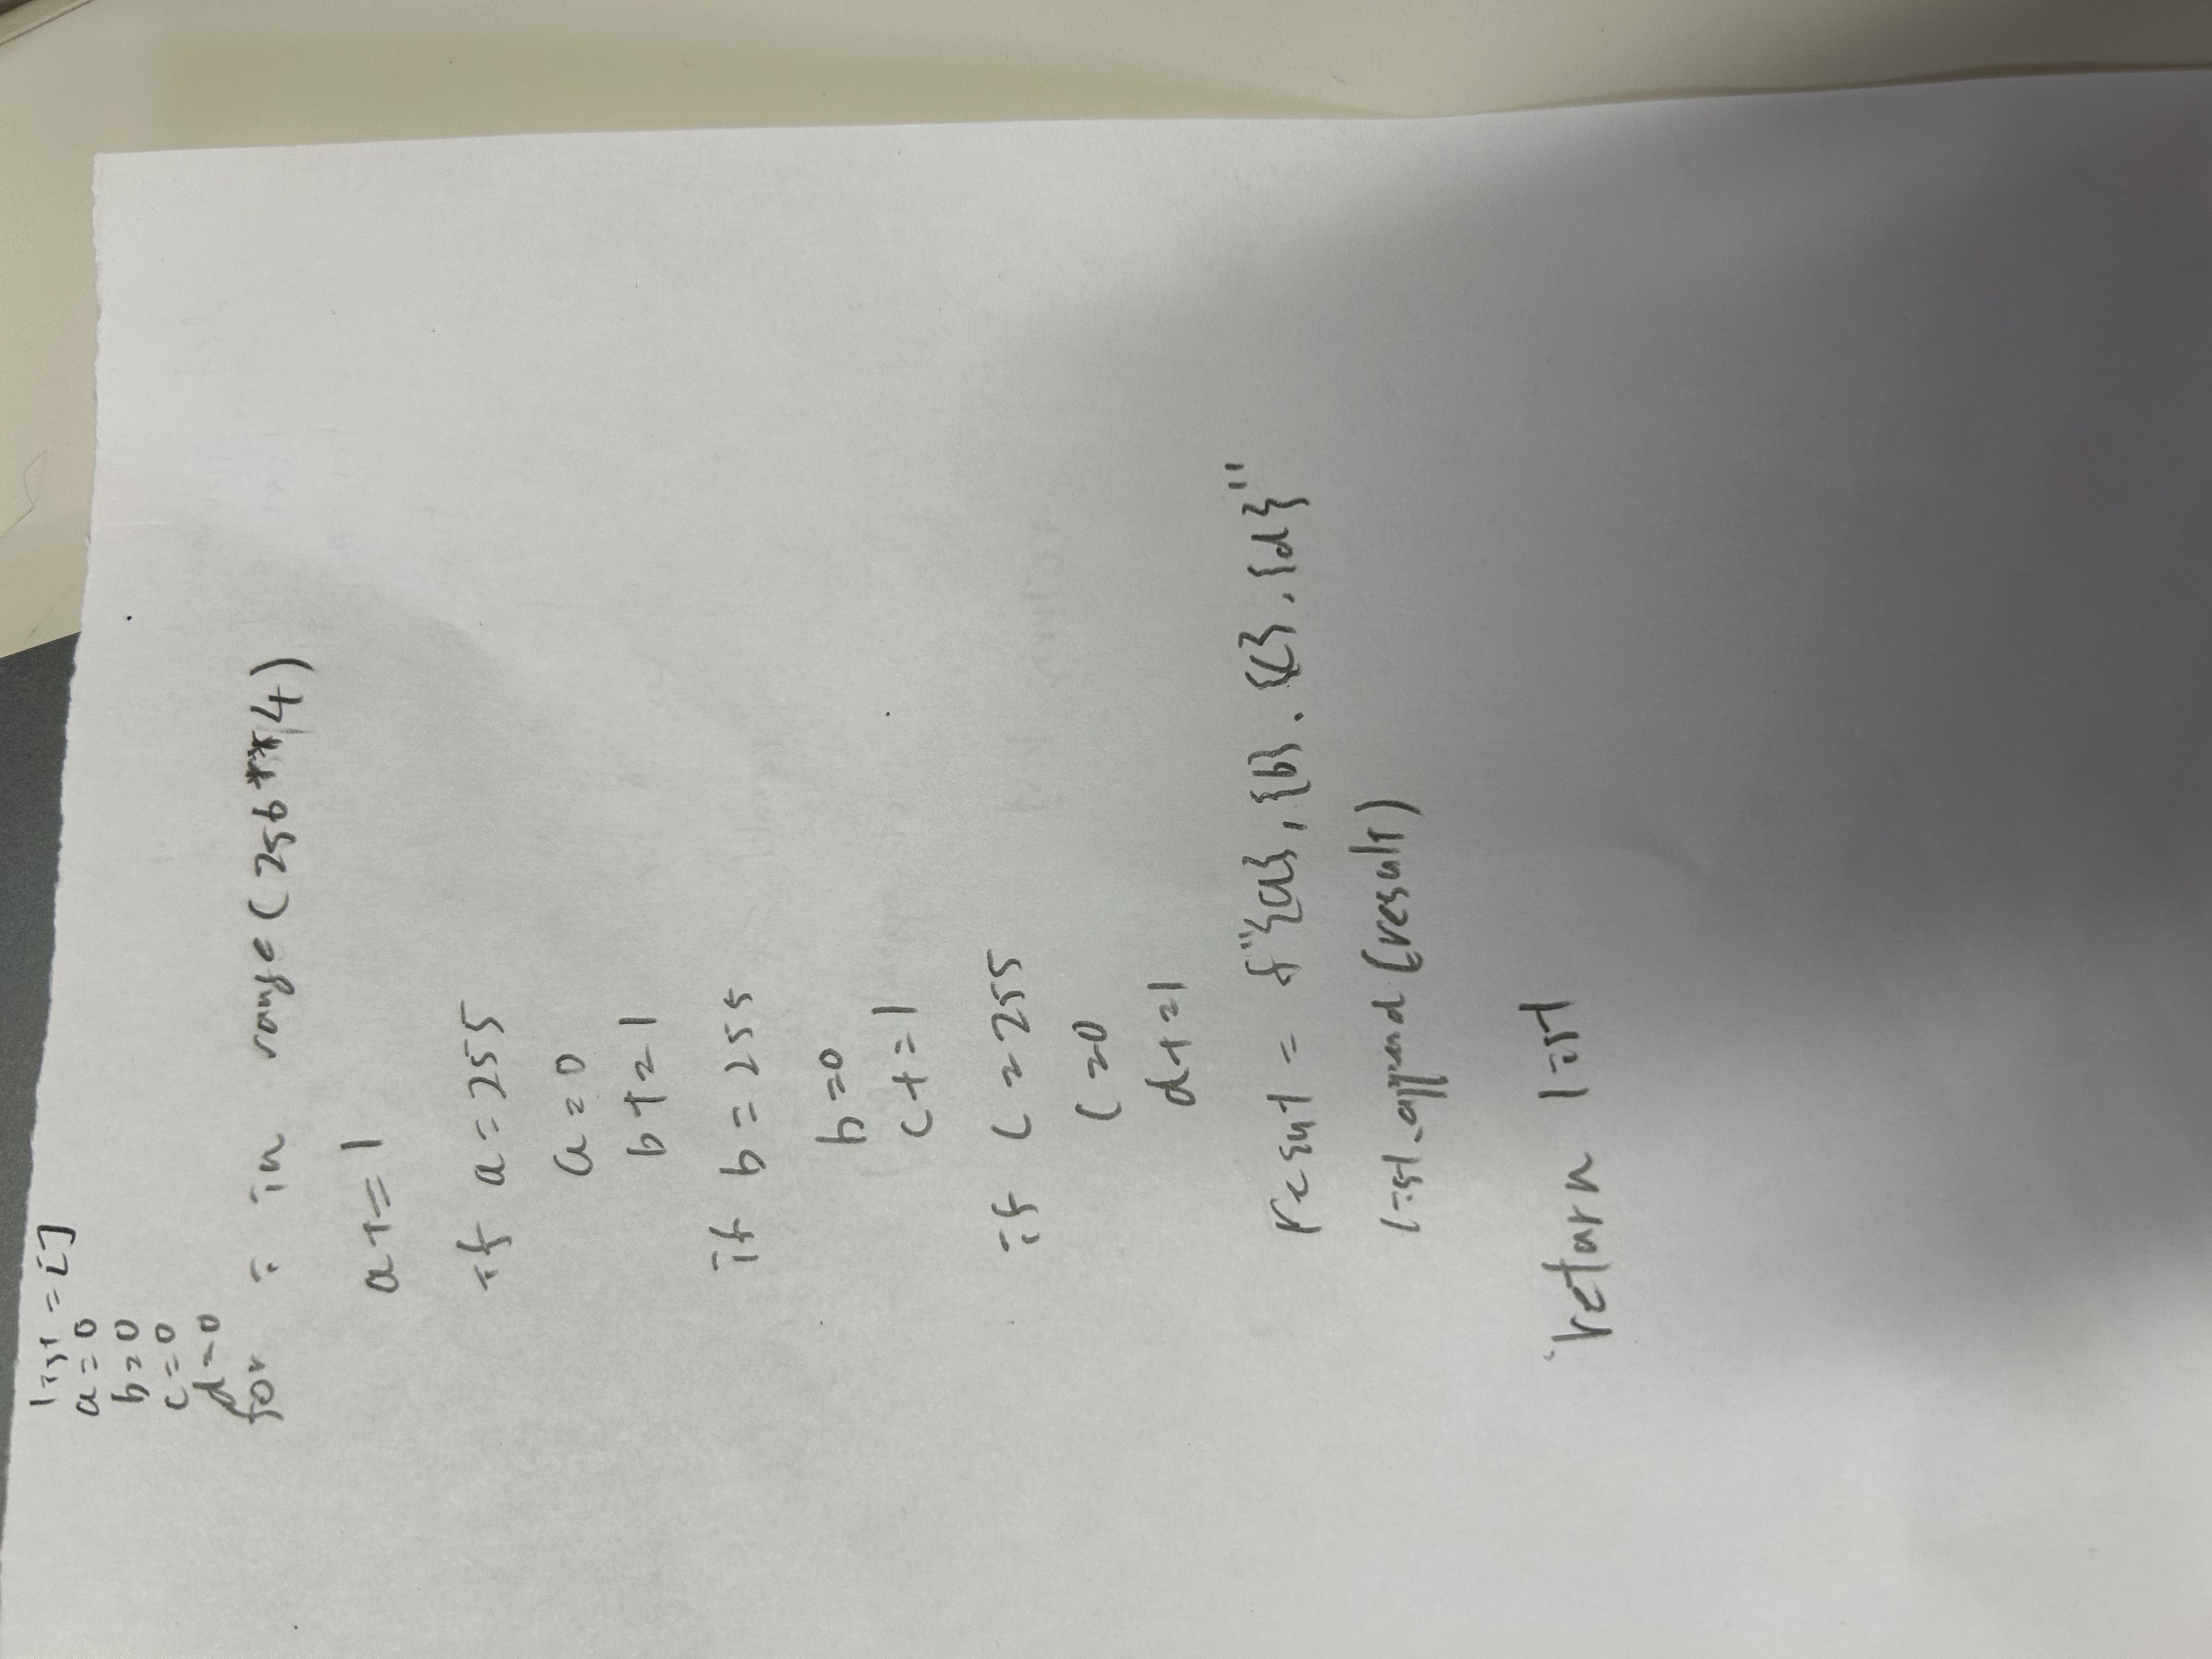 list = []
a = 0
b = 0
c = 0
d = 0
for i in range(256**4)
a += 1
if a = 255
a = 0
b += 1
if b = 255
b = 0
c += 1
if c = 255
c = 0
d += 1
resut = f"{a}, {b}. {c}. {d}"
list.append(result)
return list